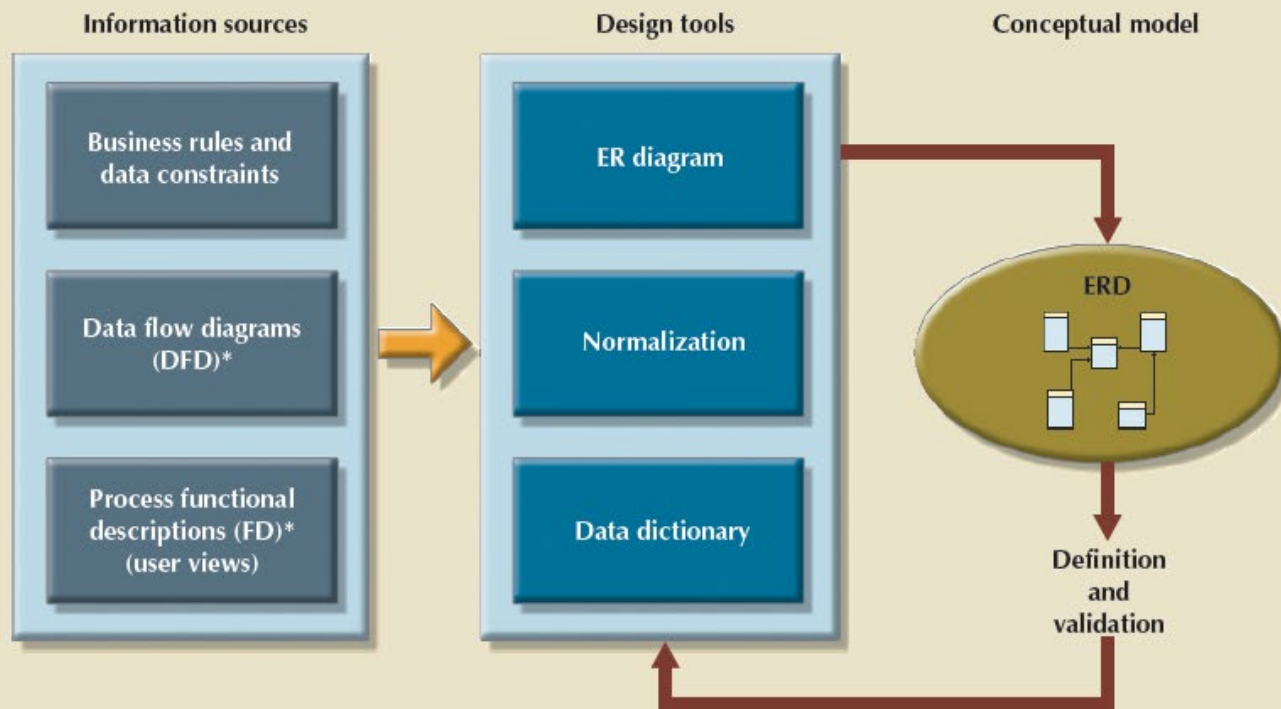 Information sources
Design tools
Conceptual model
Business rules and
data constraints
Data flow diagrams
(DFD)*
Process functional
descriptions (FD)*
(user views)
ER diagram
Normalization
Data dictionary
ERD
Definition
and
validation